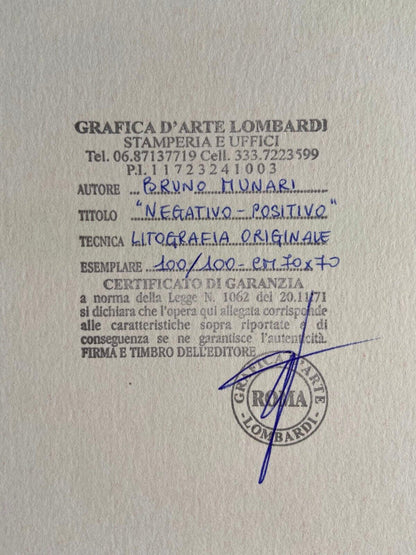 GRAFICA D'ARTE LOMBARDI
STAMPERIA E UFFICI
Tel. 06.87137719 Cell. 333.7223599
P.I. 11723241003
AUTORE BRUNO MUNARI
TITOLO "NEGATIVO-POSITIVO"
TECNICA LITOGRAFIA ORIGINALE
ESEMPLARE 100/100- CM 70x70
CERTIFICATO DI GARANZIA
a norma della Legge N. 1062 del 20.11.71
si dichiara che l'opera qui allegata corrisponde
alle caratteristiche sopra riportate e di
conseguenza se ne garantisce l'autenticità.
FIRMA E TIMBRO DELL'EDITORE
GRAFICA D'ARTE
ROMA
-LOMBARDI-